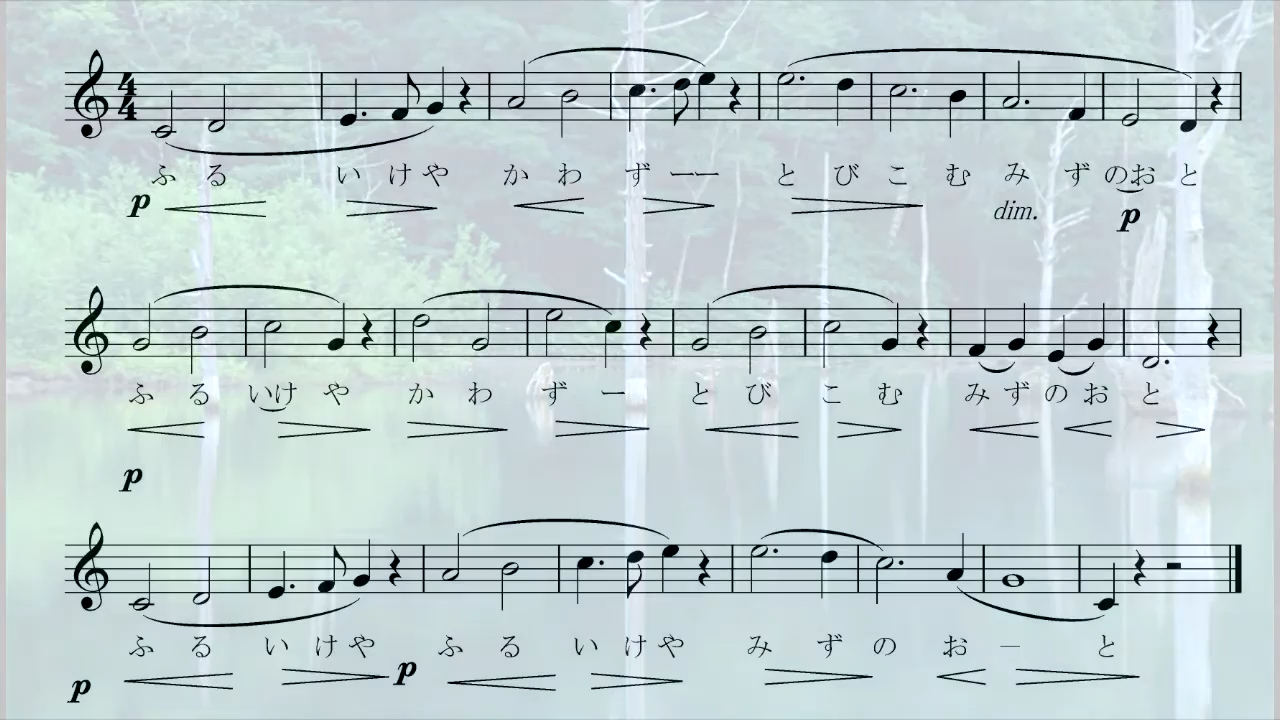 ふ る い け や か わ ず ーー と び こ む み ず のお と
p dim. p
ふ る いけ や か わ ず ー と び こ む み ず の お と
p
ふ る い け や ふ る い け や み ず の お ー と
p p